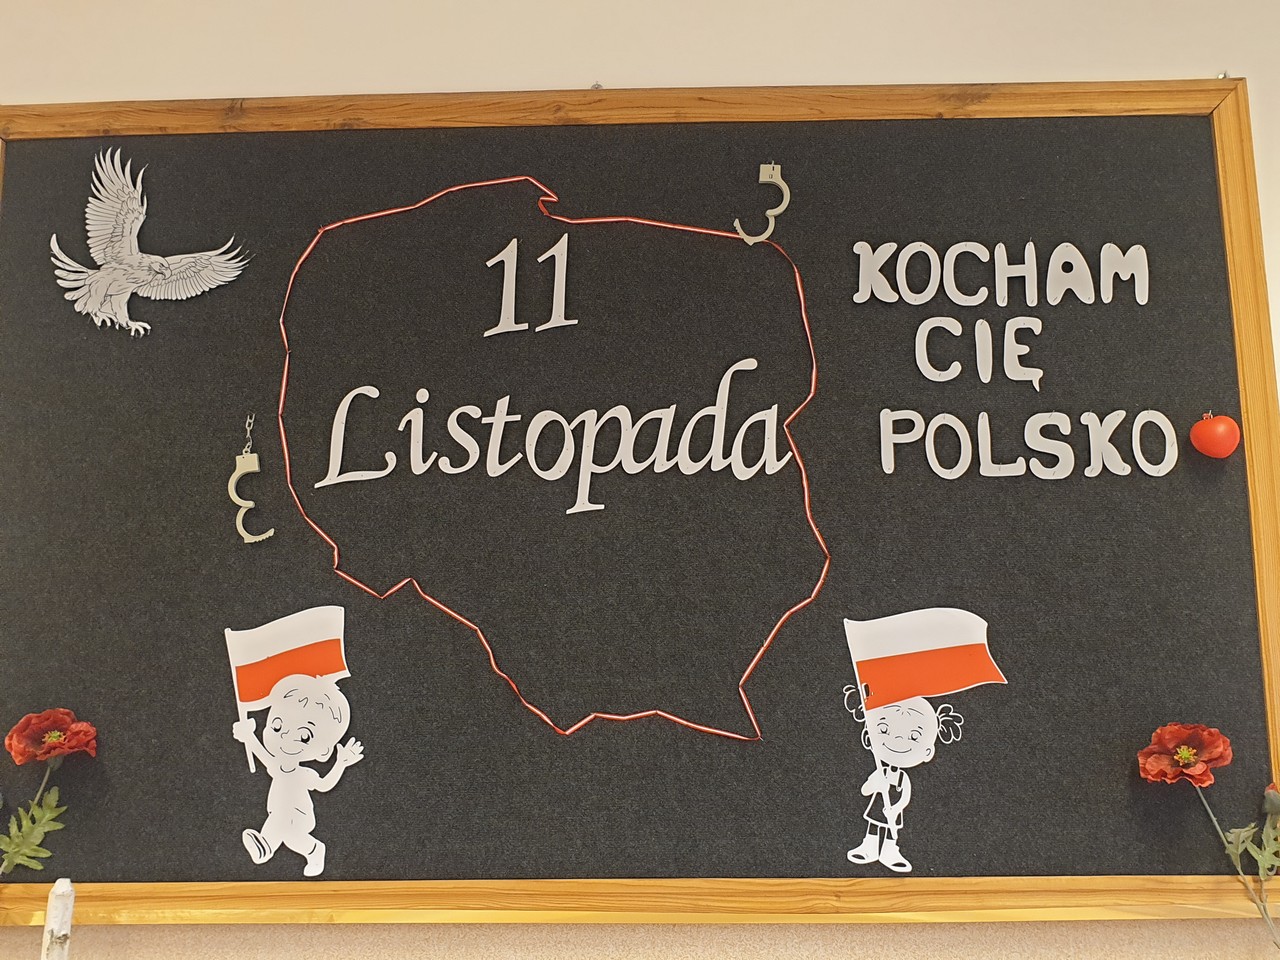 11
Listopada
KOCHAM
CIĘ
POLSKO